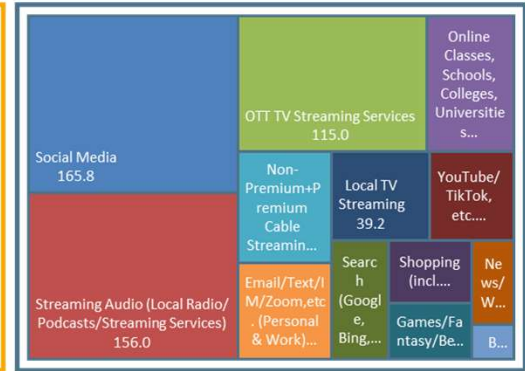 Social Media
165.8
Streaming Audio (Local Radio/
Podcasts/Streaming Services)
156.0
OTT TV Streaming Services
115.0
Online
Classes,
Schools,
Colleges,
Universitie
s...
Non-
Premium+P
remium
Cable
Streamin...
Local TV
Streaming
39.2
YouTube/
TikTok,
etc....
Email/Text/I
M/Zoom,etc
. (Personal
& Work)...
Searc
h
(Googl
e,
Bing,...
Shopping
(incl....
Games/Fa
ntasy/Be...
Ne
ws/
W...
B...